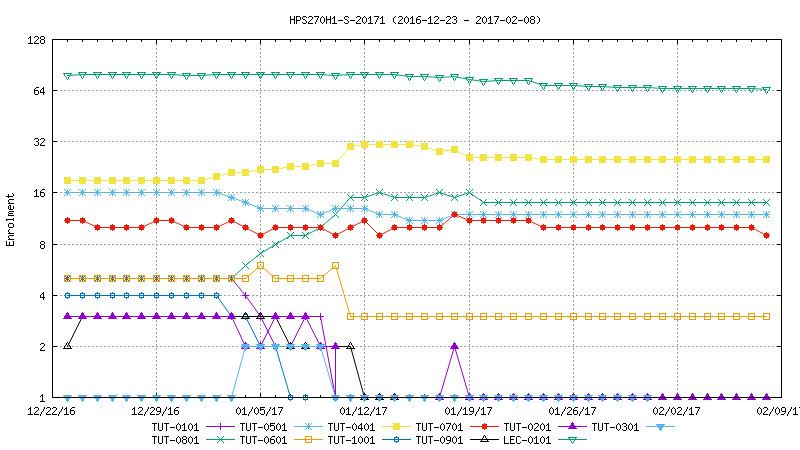 HPS270H1-S-20171 (2016-12-23 - 2017-02-08)
128
64
32
16
8
4
2
1
Enrolment
12/22/16 12/29/16 01/05/17 01/12/17 01/19/17 01/26/17 02/02/17 02/09/17
TUT-0101 TUT-0501 TUT-0401 TUT-0701 TUT-0201 TUT-0301
TUT-0801 TUT-0601 TUT-1001 TUT-0901 LEC-0101